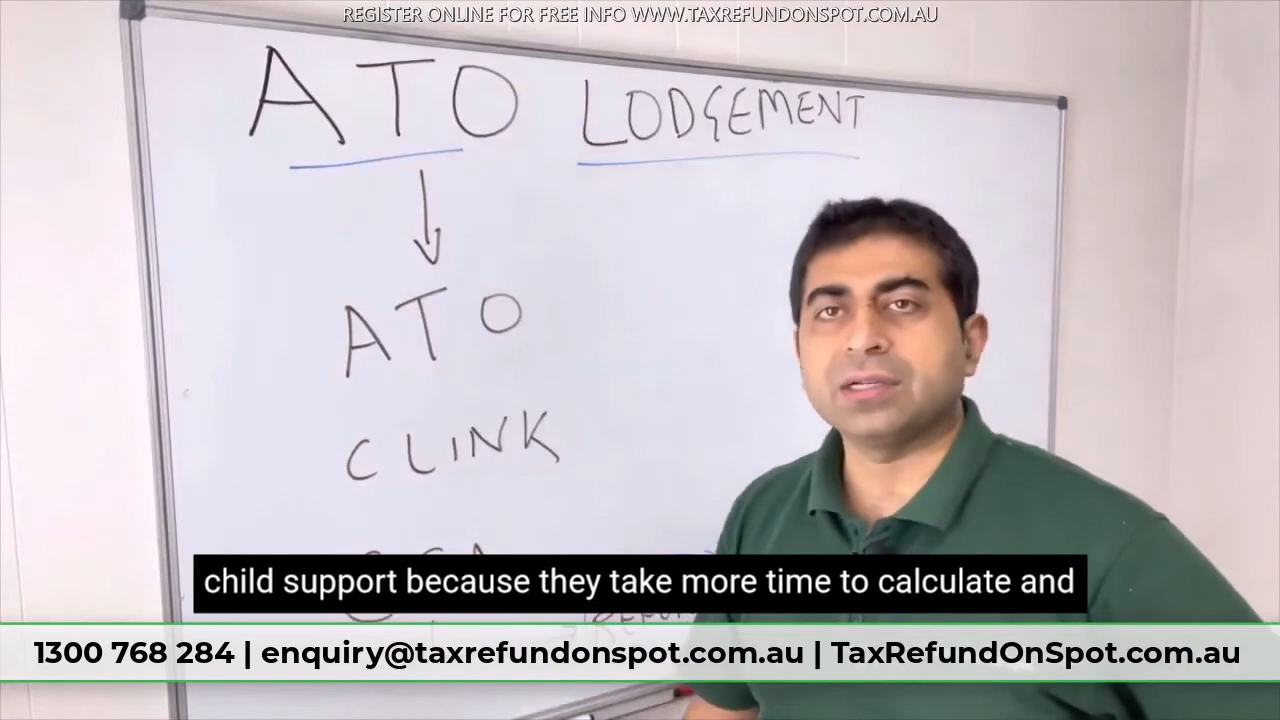 REGISTER ONLINE FOR FREE INFO WWW.TAXREFUNDONSPOT.COM.AU
ATO LODGEMENT
ATO
CLINK
child support because they take more time to calculate and
1300 768 284 | enquiry@taxrefundonspot.com.au | TaxRefundOnSpot.com.au